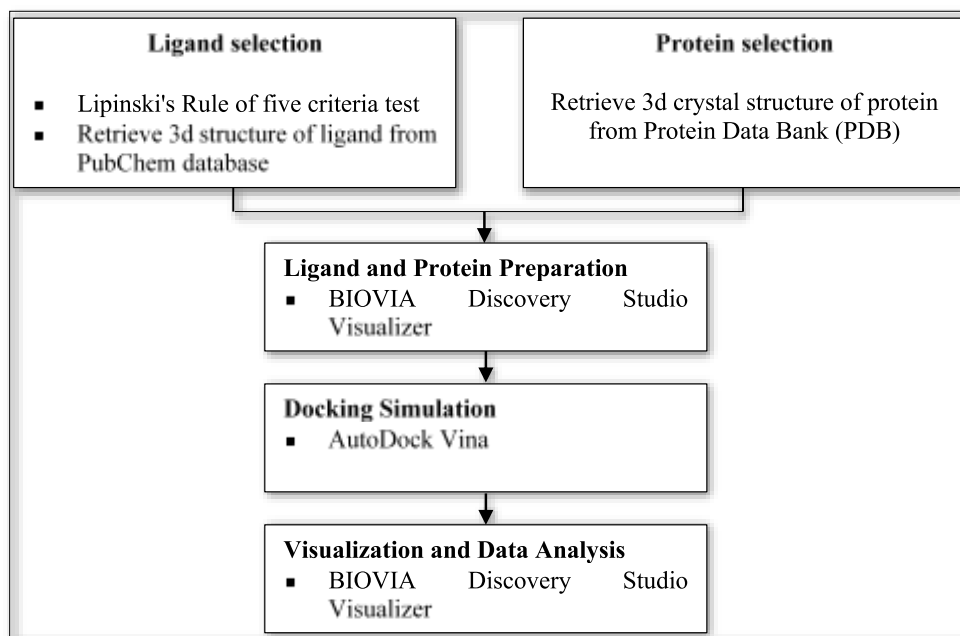 Ligand selection
▪ Lipinski's Rule of five criteria test
▪ Retrieve 3d structure of ligand from
PubChem database
Protein selection
Retrieve 3d crystal structure of protein
from Protein Data Bank (PDB)
Ligand and Protein Preparation
▪ BIOVIA Discovery Studio
Visualizer
Docking Simulation
▪ AutoDock Vina
Visualization and Data Analysis
▪ BIOVIA Discovery Studio
Visualizer